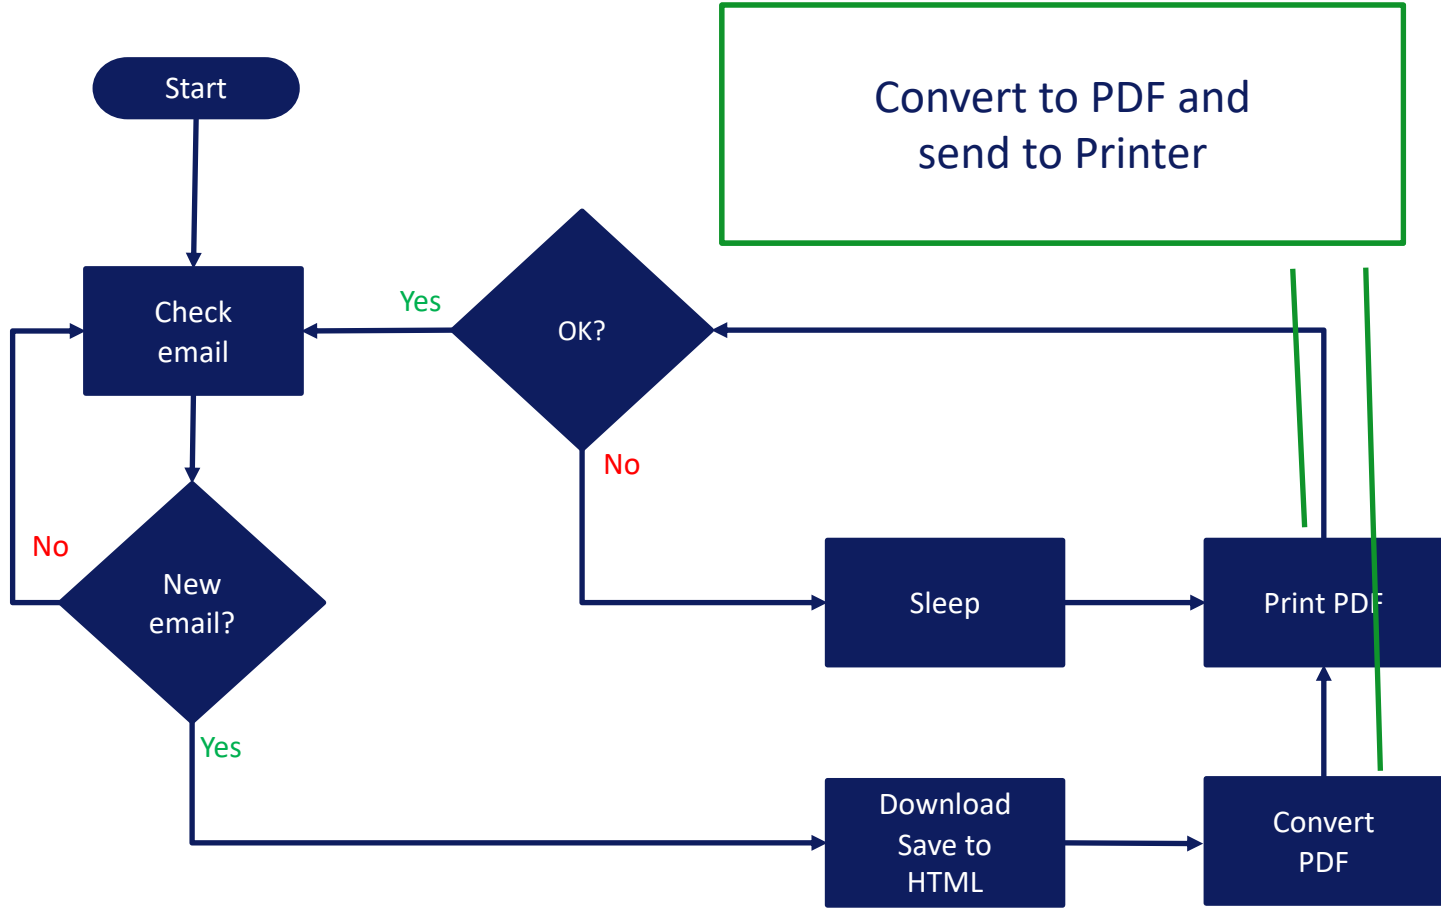 Start
Convert to PDF and
send to Printer
Check
email
Yes
OK?
No
No
New
email?
Sleep
Print PDF
Yes
Download
Save to
HTML
Convert
PDF